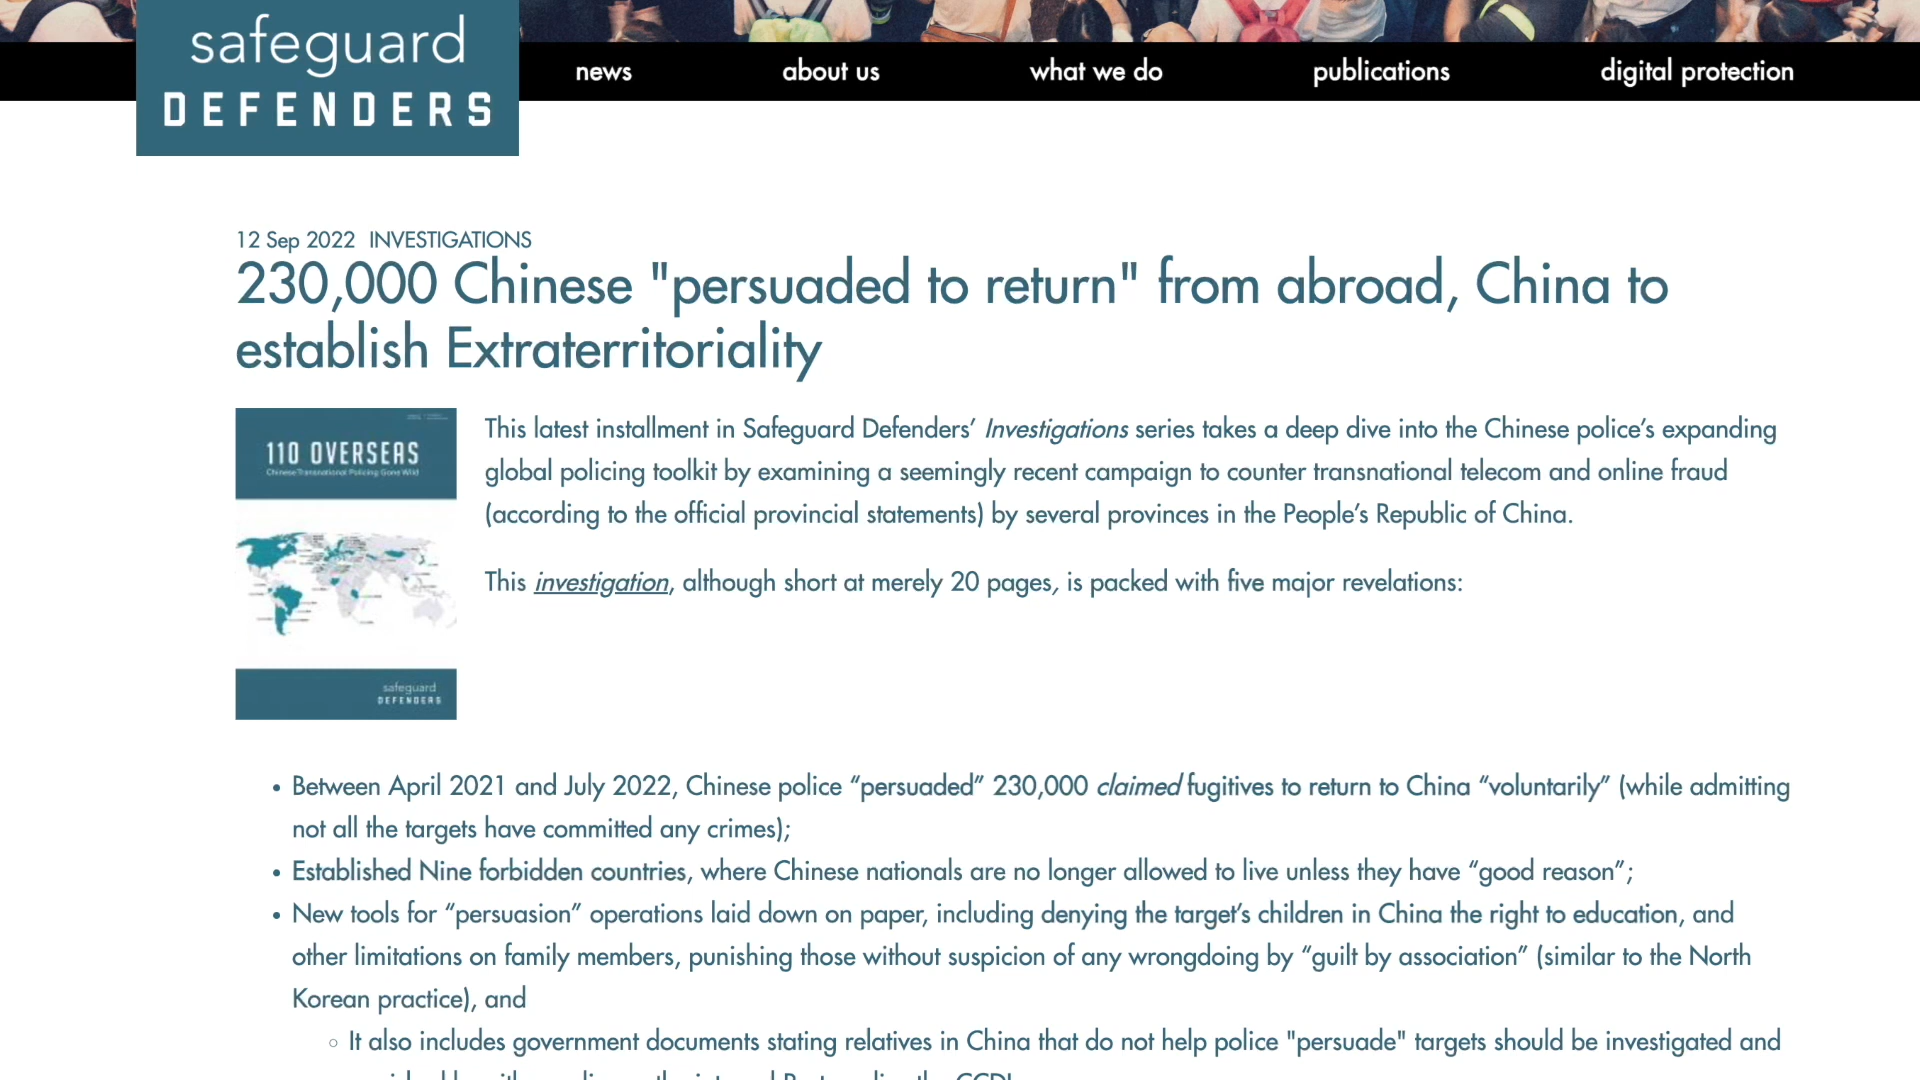 safeguard
DEFENDERS
news about us what we do publications digital protection
12 Sep 2022 INVESTIGATIONS
230,000 Chinese "persuaded to return" from abroad, China to
establish Extraterritoriality
110 OVERSEAS
Chinese Transnational Policing Gone Wild
safeguard
DEFENDERS
This latest installment in Safeguard Defenders’ Investigations series takes a deep dive into the Chinese police’s expanding
global policing toolkit by examining a seemingly recent campaign to counter transnational telecom and online fraud
(according to the official provincial statements) by several provinces in the People’s Republic of China.
This investigation, although short at merely 20 pages, is packed with five major revelations:
• Between April 2021 and July 2022, Chinese police “persuaded” 230,000 claimed fugitives to return to China “voluntarily” (while admitting
not all the targets have committed any crimes);
• Established Nine forbidden countries, where Chinese nationals are no longer allowed to live unless they have “good reason”;
• New tools for “persuasion” operations laid down on paper, including denying the target’s children in China the right to education, and
other limitations on family members, punishing those without suspicion of any wrongdoing by “guilt by association” (similar to the North
Korean practice), and
◦ It also includes government documents stating relatives in China that do not help police "persuade" targets should be investigated and